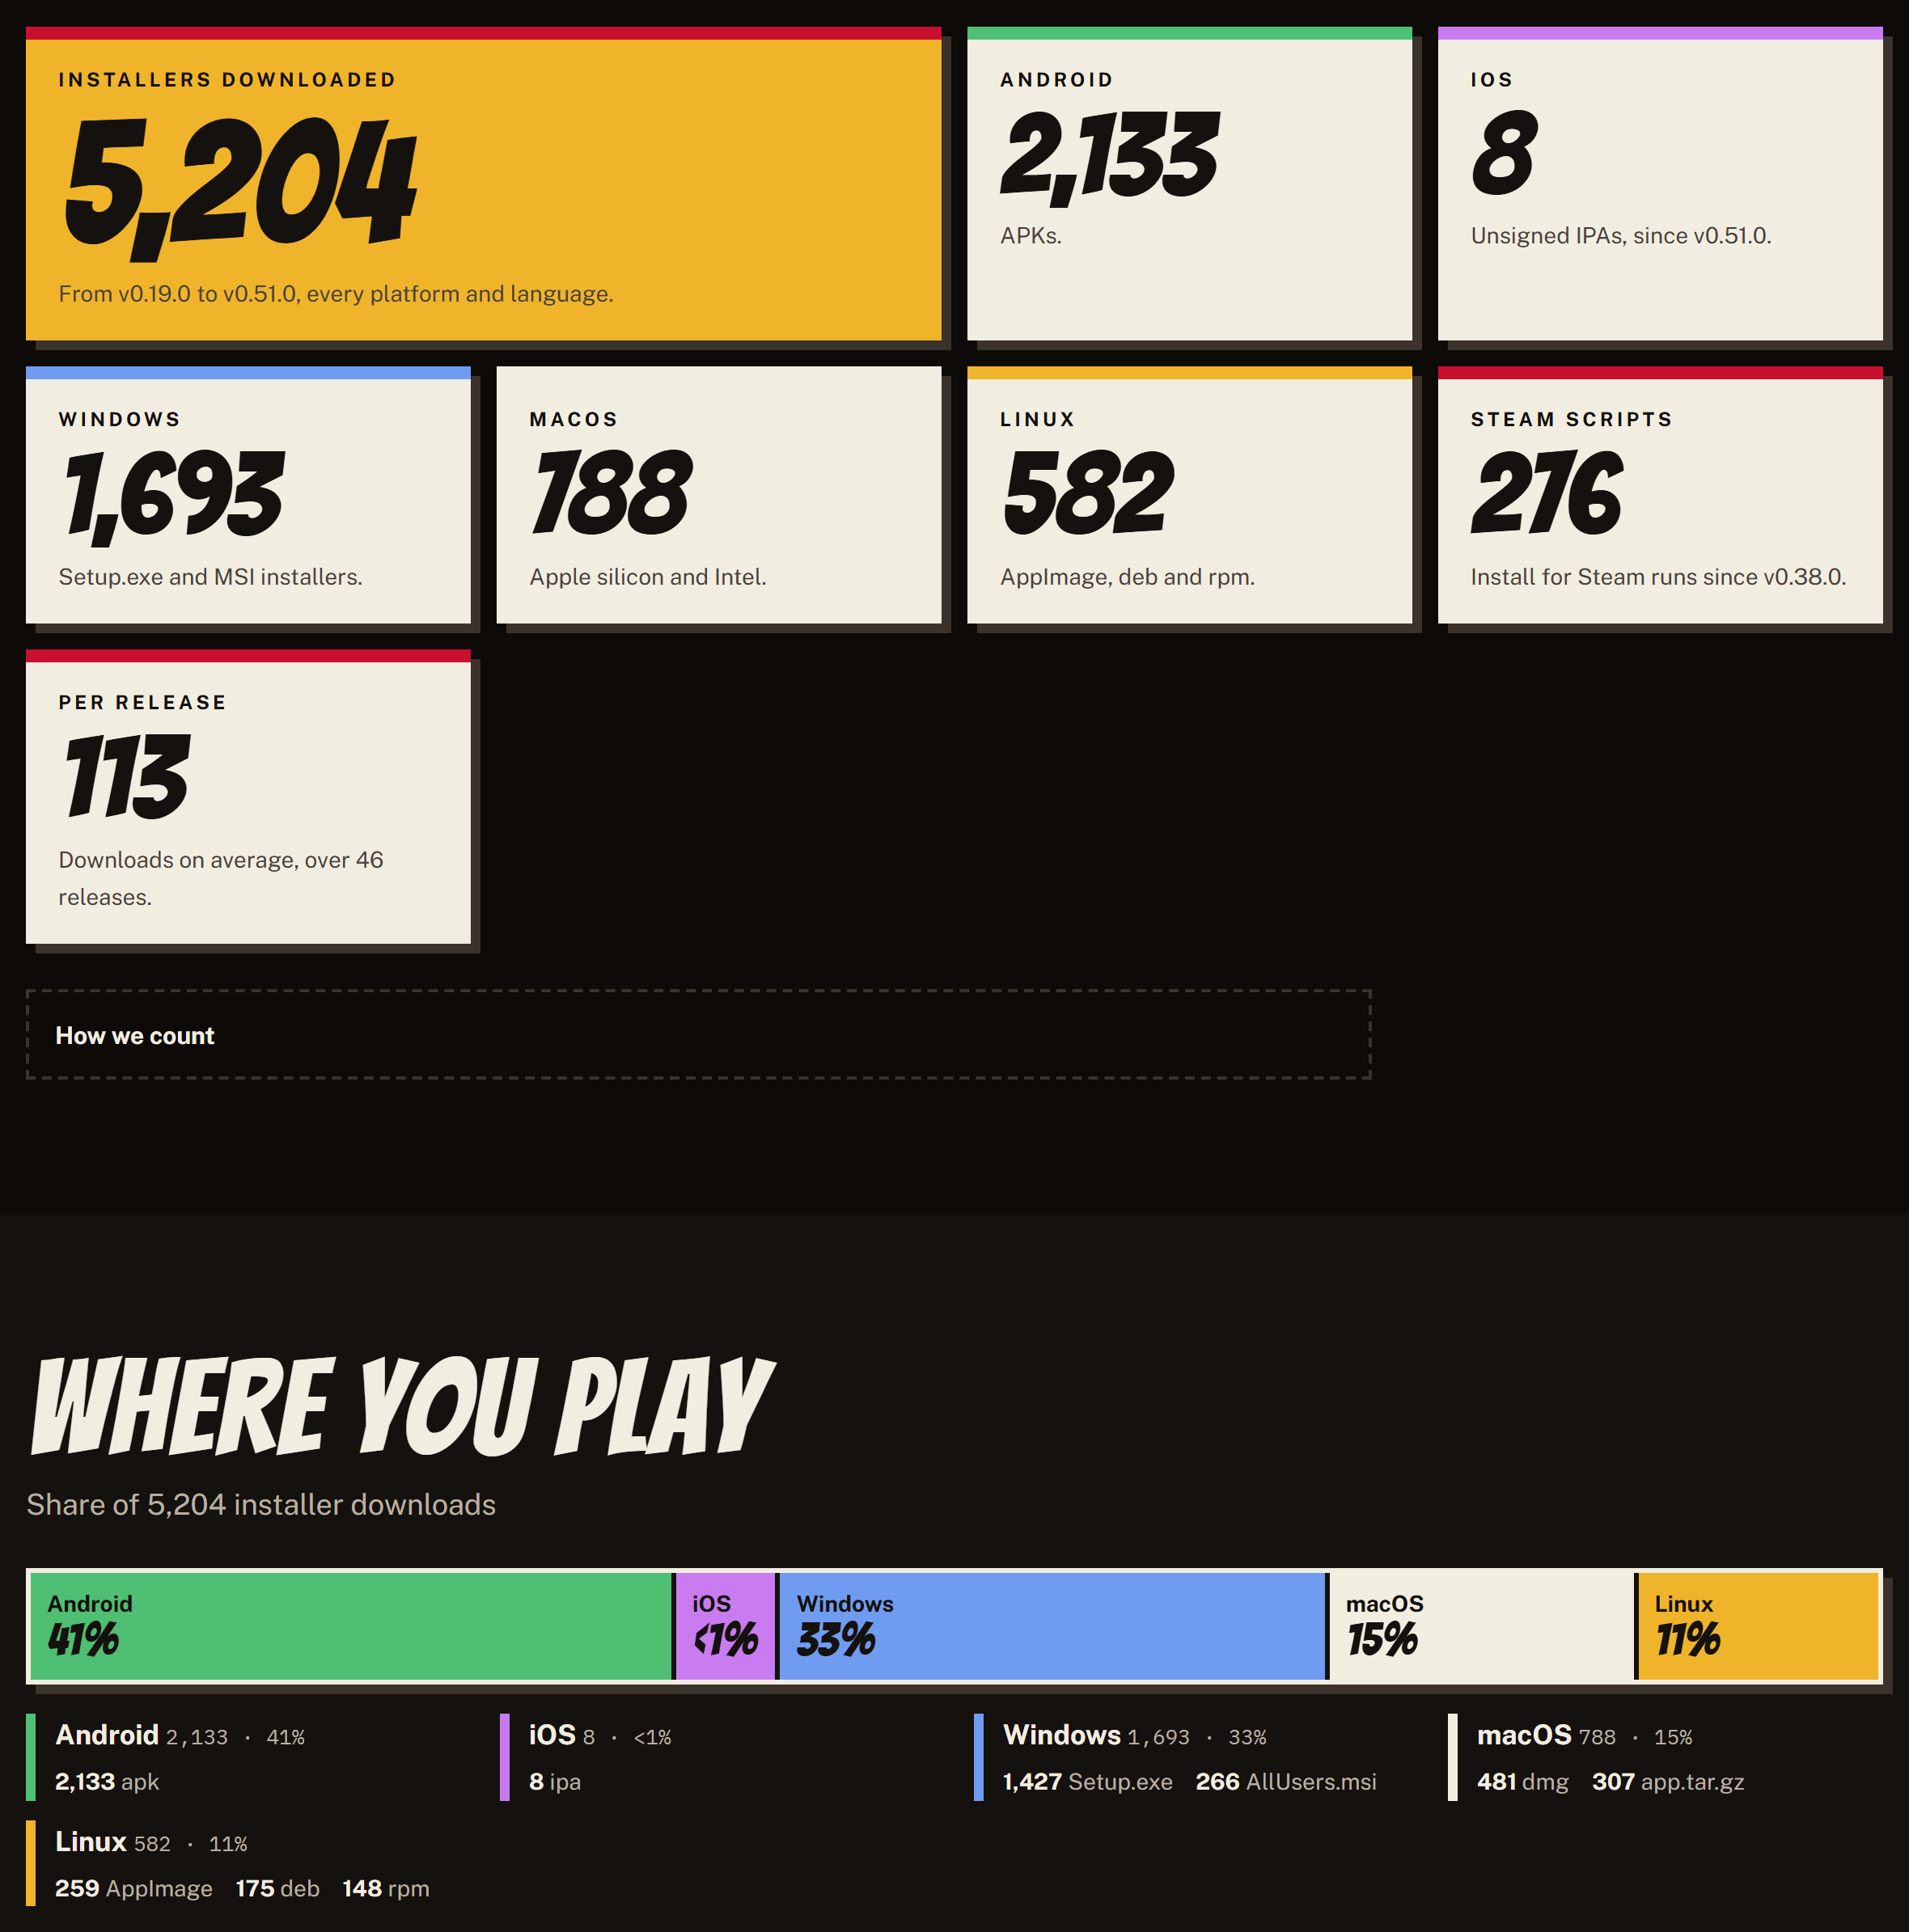 INSTALLERS DOWNLOADED
5,204
From v0.19.0 to v0.51.0, every platform and language.
ANDROID
2,133
APKs.
IOS
8
Unsigned IPAs, since v0.51.0.
WINDOWS
1,693
Setup.exe and MSI installers.
MACOS
788
Apple silicon and Intel.
LINUX
582
AppImage, deb and rpm.
STEAM SCRIPTS
276
Install for Steam runs since v0.38.0.
PER RELEASE
113
Downloads on average, over 46
releases.
How we count
WHERE YOU PLAY
Share of 5,204 installer downloads
Android
41%
iOS
<1%
Windows
33%
macOS
15%
Linux
11%
Android 2,133 · 41%
2,133 apk
iOS 8 · <1%
8 ipa
Windows 1,693 · 33%
1,427 Setup.exe 266 AllUsers.msi
macOS 788 · 15%
481 dmg 307 app.tar.gz
Linux 582 · 11%
259 AppImage 175 deb 148 rpm